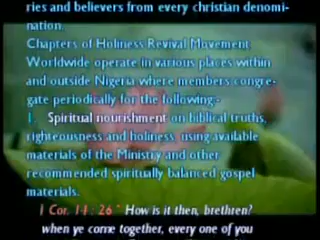 ries and believers from every christian denomi-
nation.
Chapters of Holiness Revival Movement
Worldwide operate in various places within
and outside Nigeria where members congre-
gate periodically for the following:-
1. Spiritual nourishment on biblical truths,
righteousness and holiness, using available
materials of the Ministry and other
recommended spiritually balanced gospel
materials.
1 Cor. 14 : 26 " How is it then, brethren?
when ye come together, every one of you